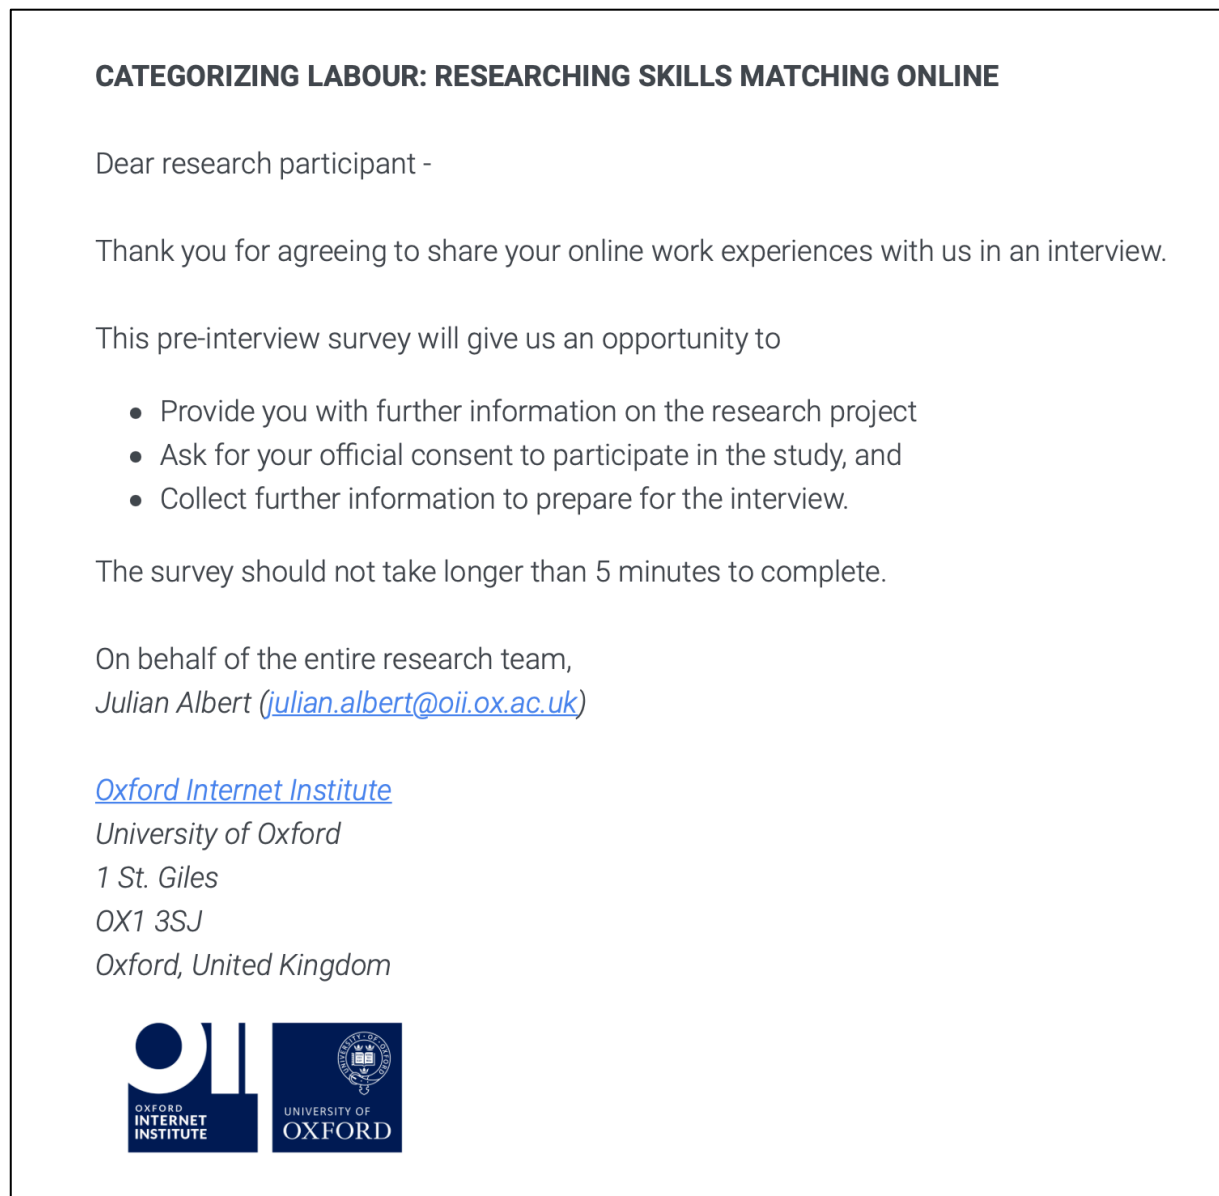 CATEGORIZING LABOUR: RESEARCHING SKILLS MATCHING ONLINE
Dear research participant -
Thank you for agreeing to share your online work experiences with us in an interview.
This pre-interview survey will give us an opportunity to
● Provide you with further information on the research project
● Ask for your official consent to participate in the study, and
● Collect further information to prepare for the interview.
The survey should not take longer than 5 minutes to complete.
On behalf of the entire research team,
Julian Albert (julian.albert@oii.ox.ac.uk)
Oxford Internet Institute
University of Oxford
1 St. Giles
OX1 3SJ
Oxford, United Kingdom
OII
OXFORD
INTERNET
INSTITUTE
UNIVERSITY·OF·OXFORD
UNIVERSITY OF
OXFORD